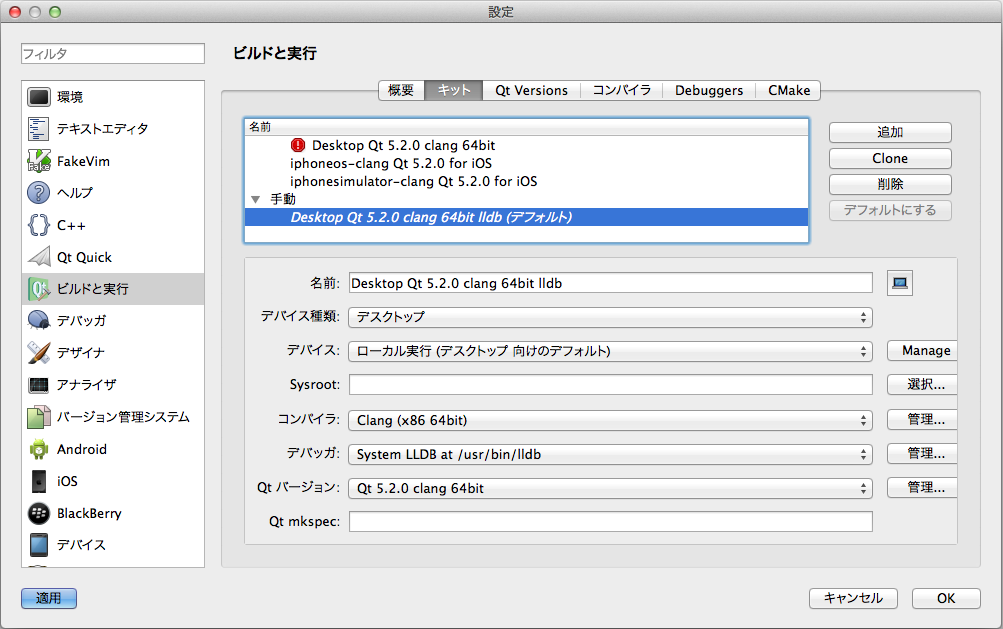 設定
フィルタ
環境
テキストエディタ
FakeVim
ヘルプ
C++
Qt Quick
ビルドと実行
デバッガ
デザイナ
アナライザ
バージョン管理システム
Android
iOS
BlackBerry
デバイス
ビルドと実行
概要 キット Qt Versions コンパイラ Debuggers CMake
名前
Desktop Qt 5.2.0 clang 64bit
iphoneos-clang Qt 5.2.0 for iOS
iphonesimulator-clang Qt 5.2.0 for iOS
手動
Desktop Qt 5.2.0 clang 64bit lldb (デフォルト)
追加
Clone
削除
デフォルトにする
名前: Desktop Qt 5.2.0 clang 64bit lldb
デバイス種類: デスクトップ
デバイス: ローカル実行 (デスクトップ 向けのデフォルト) Manage
Sysroot: 選択...
コンパイラ: Clang (x86 64bit) 管理...
デバッガ: System LLDB at /usr/bin/lldb 管理...
Qt バージョン: Qt 5.2.0 clang 64bit 管理...
Qt mkspec:
適用 キャンセル OK